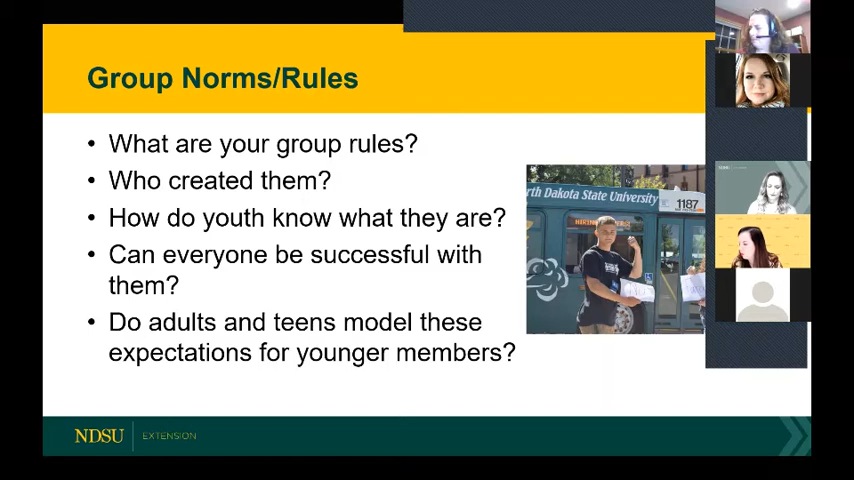 Group Norms/Rules
• What are your group rules?
• Who created them?
• How do youth know what they are?
• Can everyone be successful with
them?
• Do adults and teens model these
expectations for younger members?
rth Dakota State University
1187
NDSU
EXTENSION